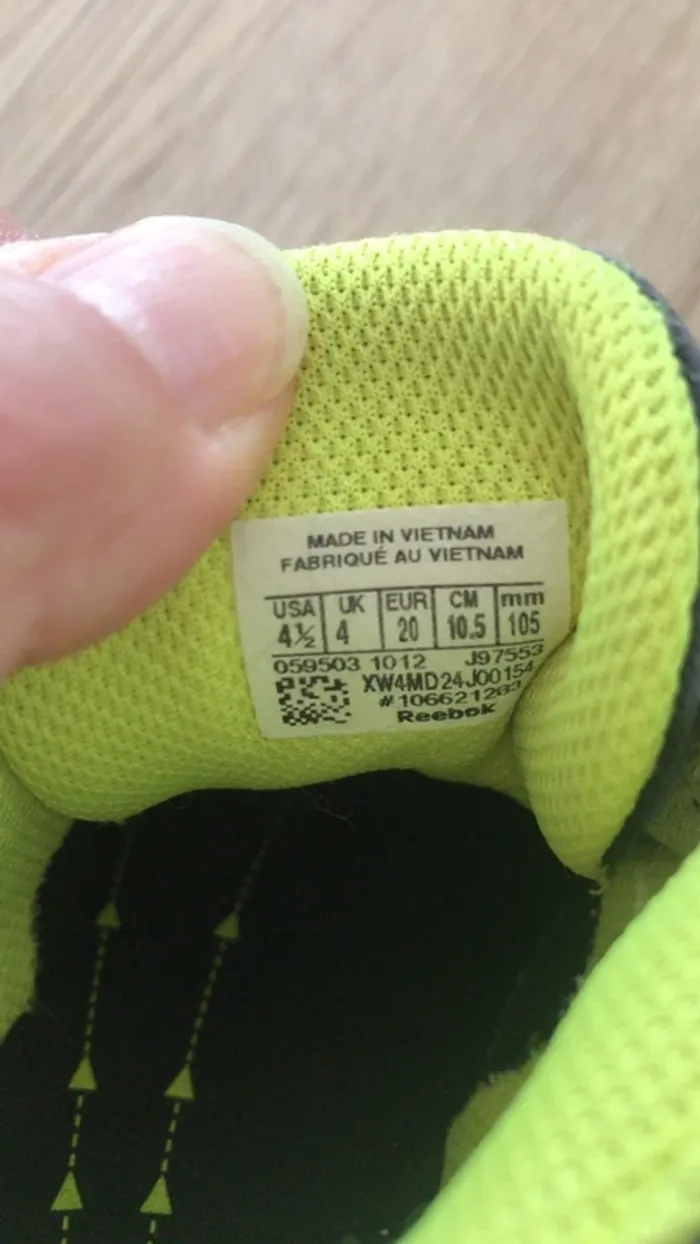 MADE IN VIETNAM
FABRIQUÉ AU VIETNAM
USA UK EUR CM mm
4½ 4 20 10.5 105
059503 1012 J97553
XW4MD24J00154
Reebok